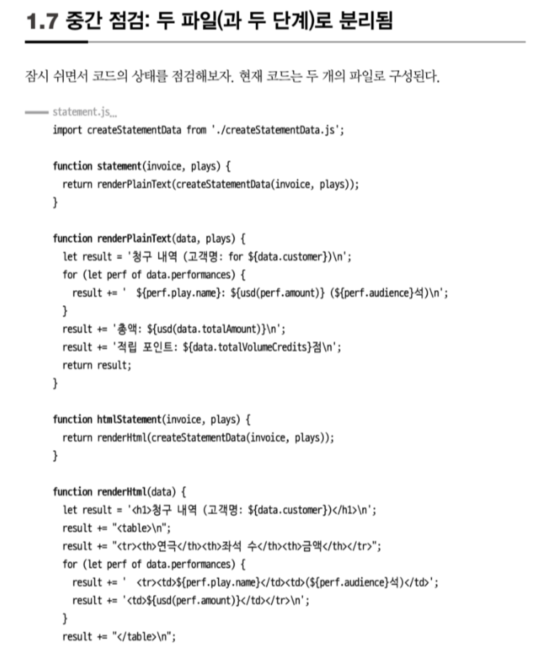 1.7 중간 점검: 두 파일(과 두 단계)로 분리됨
잠시 쉬면서 코드의 상태를 점검해보자. 현재 코드는 두 개의 파일로 구성된다.
statement.js...
import createStatementData from './createStatementData.js';
function statement(invoice, plays) {
return renderPlainText(createStatementData(invoice, plays));
}
function renderPlainText(data, plays) {
let result = '청구 내역 (고객명: for ${data.customer})\n';
for (let perf of data.performances) {
result += ' ${perf.play.name}: ${usd(perf.amount)} (${perf.audience}석)\n';
}
result += '총액: ${usd(data.totalAmount)}\n';
result += '적립 포인트: ${data.totalVolumeCredits}점\n';
return result;
}
function htmlStatement(invoice, plays) {
return renderHtml(createStatementData(invoice, plays));
}
function renderHtml(data) {
let result = '<h1>청구 내역 (고객명: ${data.customer})</h1>\n';
result += "<table>\n";
result += "<tr><th>연극</th><th>좌석 수</th><th>금액</th></tr>";
for (let perf of data.performances) {
result += ' <tr><td>${perf.play.name}</td><td>(${perf.audience}석)</td>';
result += '<td>${usd(perf.amount)}</td></tr>\n';
}
result += "</table>\n";